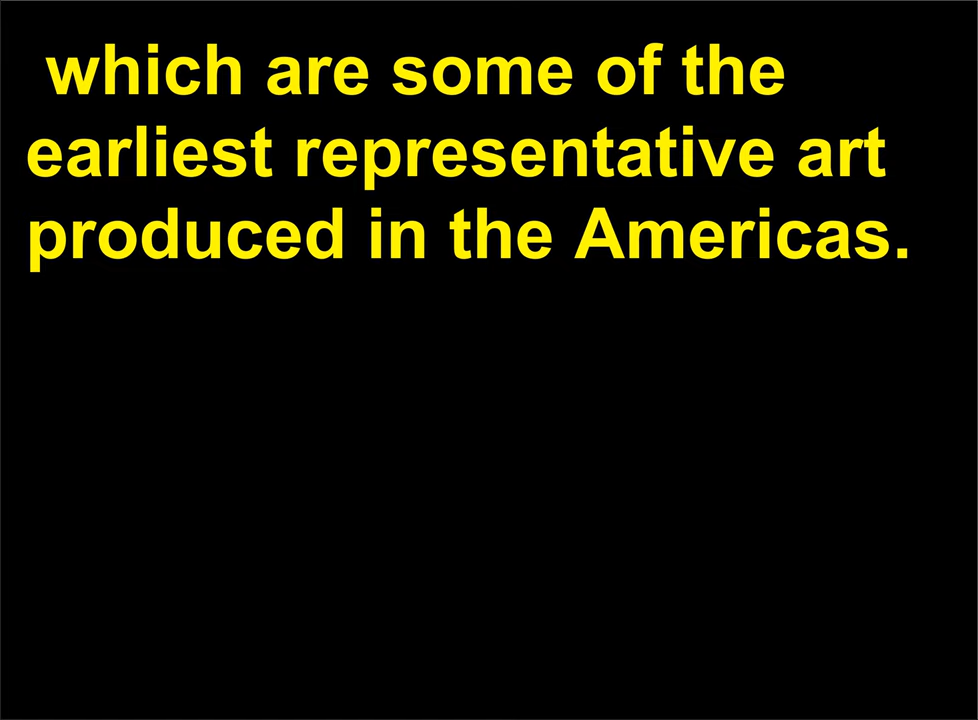 which are some of the
earliest representative art
produced in the Americas.